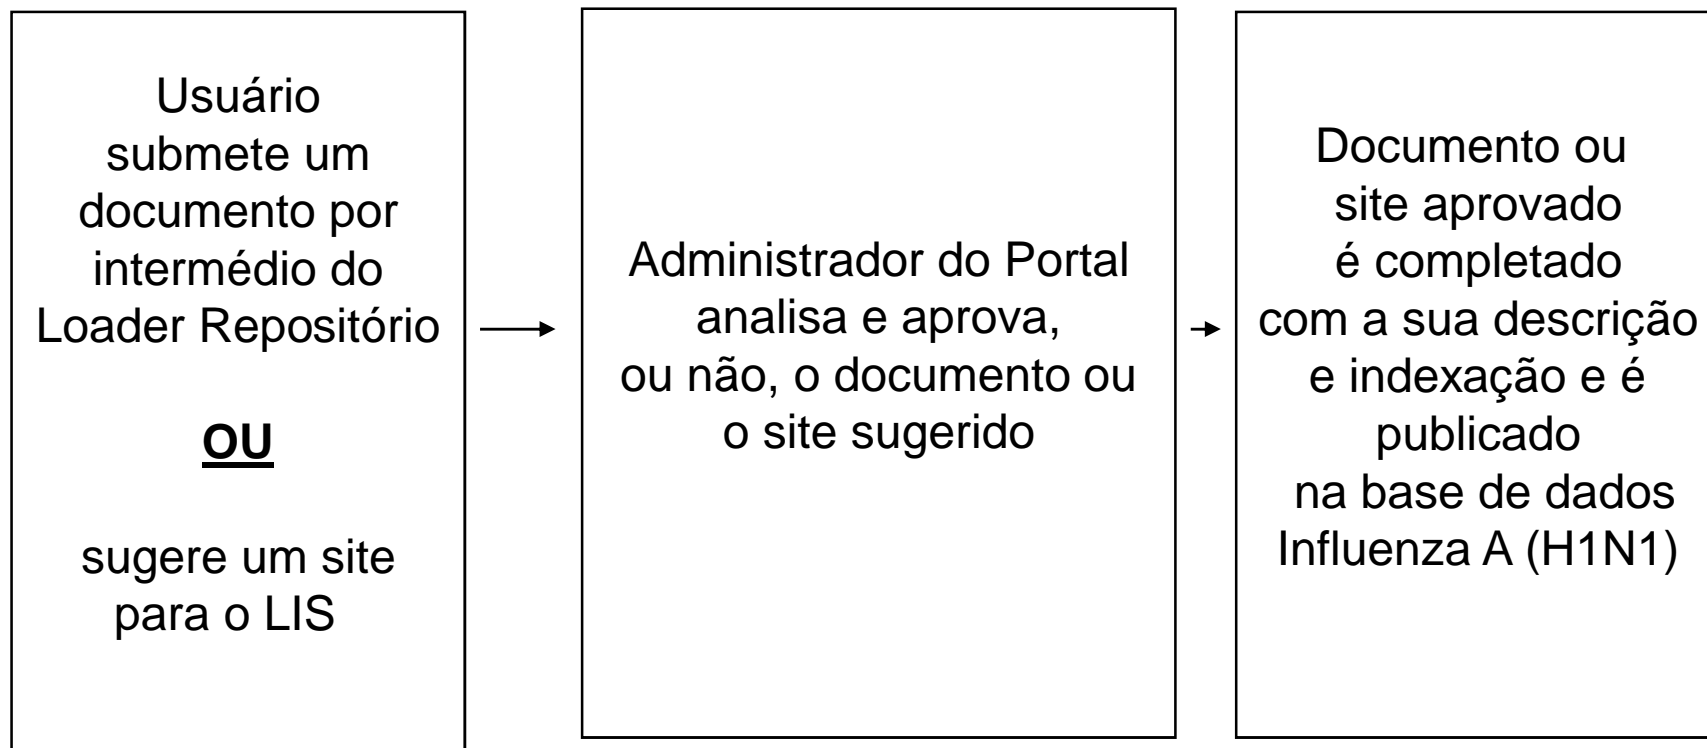 Usuário
submete um
documento por
intermédio do
Loader Repositório
OU
sugere um site
para o LIS
Administrador do Portal
analisa e aprova,
ou não, o documento ou
o site sugerido
Documento ou
site aprovado
é completado
com a sua descrição
e indexação e é
publicado
na base de dados
Influenza A (H1N1)